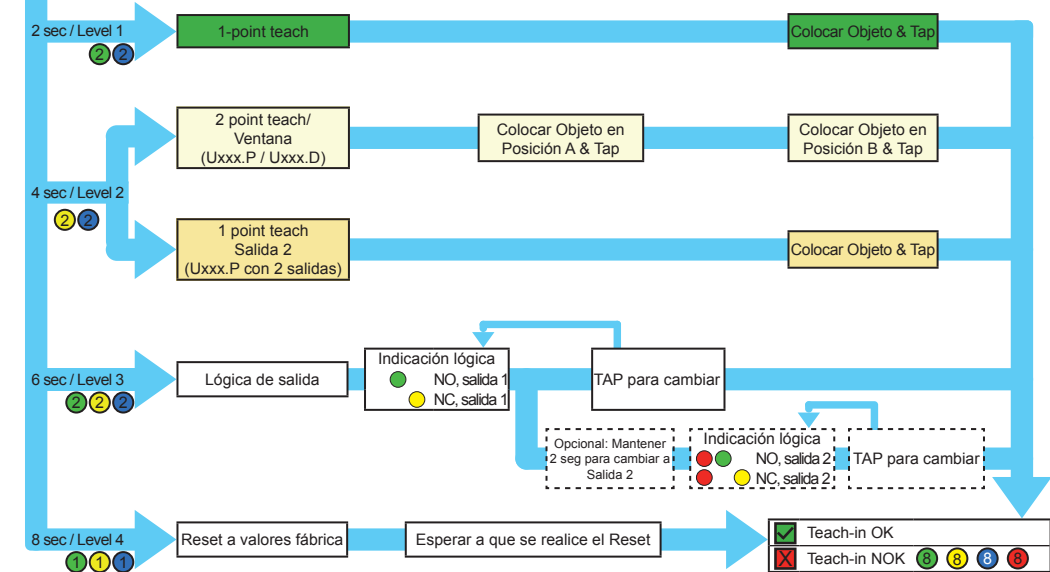 2 sec / Level 1
2 2
1-point teach
Colocar Objeto & Tap
4 sec / Level 2
2 2
2 point teach/
Ventana
(Uxxx.P / Uxxx.D)
Colocar Objeto en
Posición A & Tap
Colocar Objeto en
Posición B & Tap
1 point teach
Salida 2
(Uxxx.P con 2 salidas)
Colocar Objeto & Tap
6 sec / Level 3
2 2 2
Lógica de salida
Indicación lógica
NO, salida 1
NC, salida 1
TAP para cambiar
Opcional: Mantener
2 seg para cambiar a
Salida 2
Indicación lógica
NO, salida 2
NC, salida 2
TAP para cambiar
8 sec / Level 4
1 1 1
Reset a valores fábrica
Esperar a que se realice el Reset
Teach-in OK
Teach-in NOK 8 8 8 8